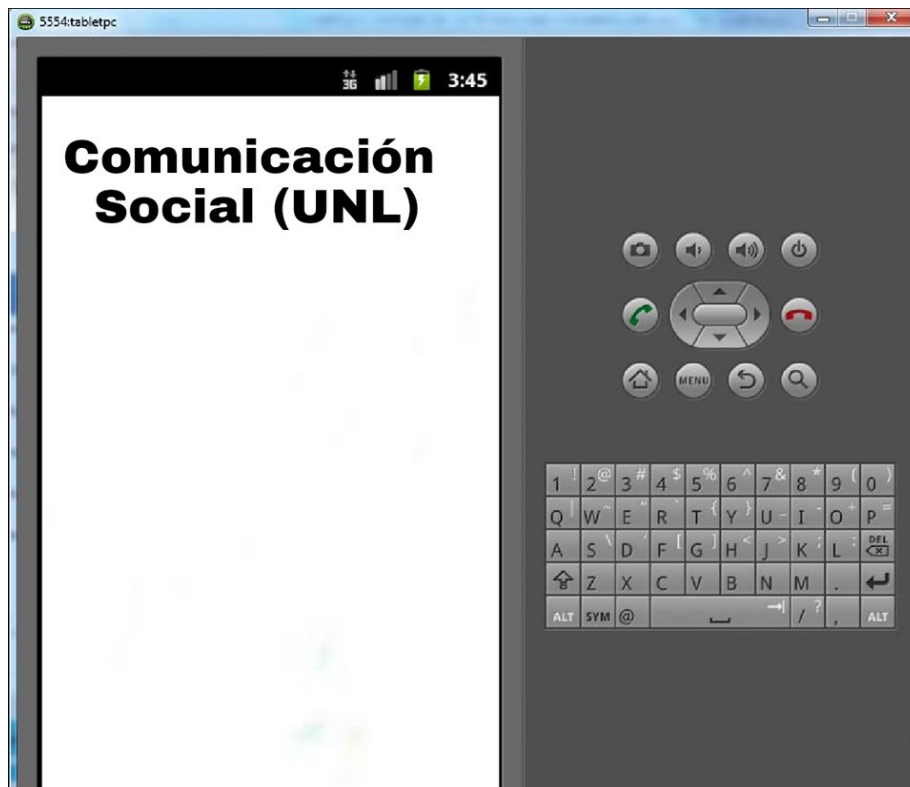 5554:tabletpc
3G 3:45
Comunicación
Social (UNL)
MENU
1 ! 2 @ 3 # 4 $ 5 % 6 ^ 7 & 8 * 9 ( 0 )
Q | W ~ E " R ` T { Y } U - I - O + P =
A S \ D ' F [ G ] H < J > K ; L : DEL
Z X C V B N M .
ALT SYM @ / ? , ALT